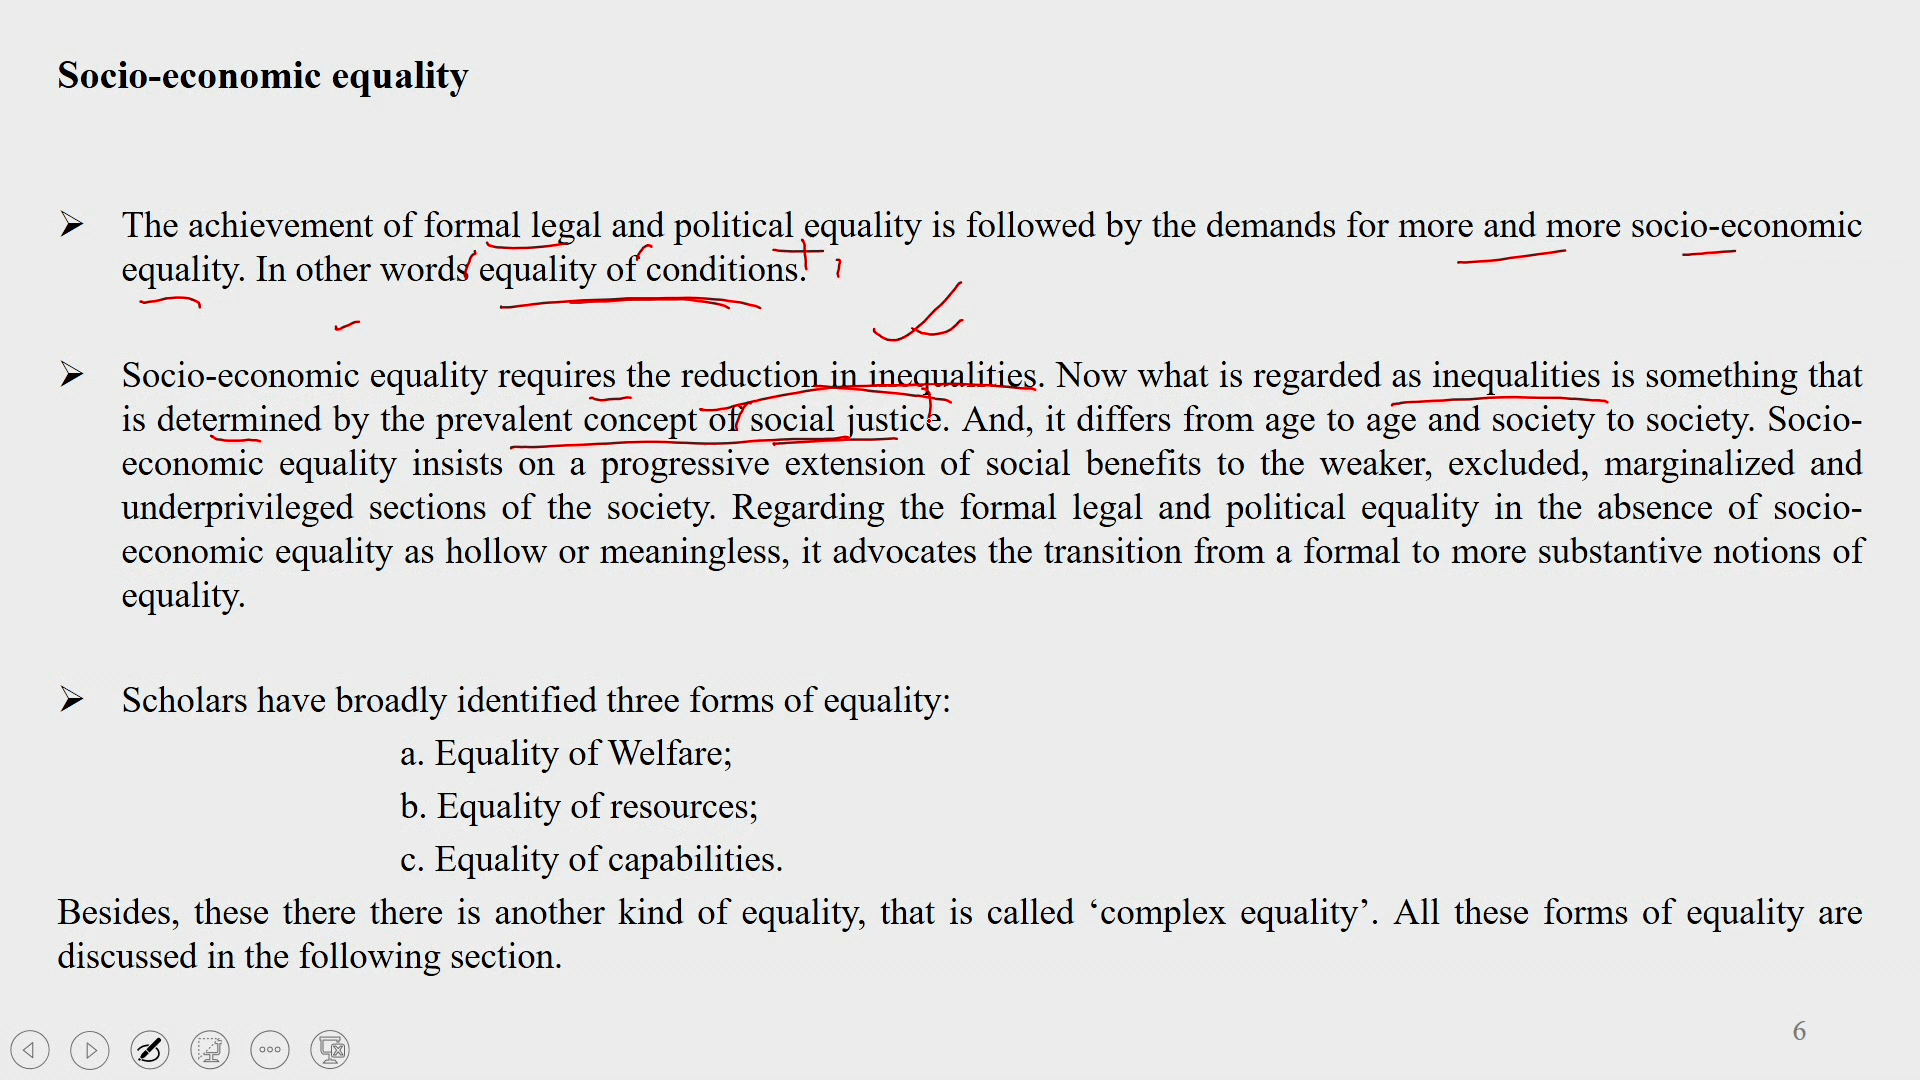 Socio-economic equality
The achievement of formal legal and political equality is followed by the demands for more and more socio-economic
equality. In other words equality of conditions.
Socio-economic equality requires the reduction in inequalities. Now what is regarded as inequalities is something that
is determined by the prevalent concept of social justice. And, it differs from age to age and society to society. Socio-
economic equality insists on a progressive extension of social benefits to the weaker, excluded, marginalized and
underprivileged sections of the society. Regarding the formal legal and political equality in the absence of socio-
economic equality as hollow or meaningless, it advocates the transition from a formal to more substantive notions of
equality.
Scholars have broadly identified three forms of equality:
a. Equality of Welfare;
b. Equality of resources;
c. Equality of capabilities.
Besides, these there there is another kind of equality, that is called ‘complex equality’. All these forms of equality are
discussed in the following section.
6